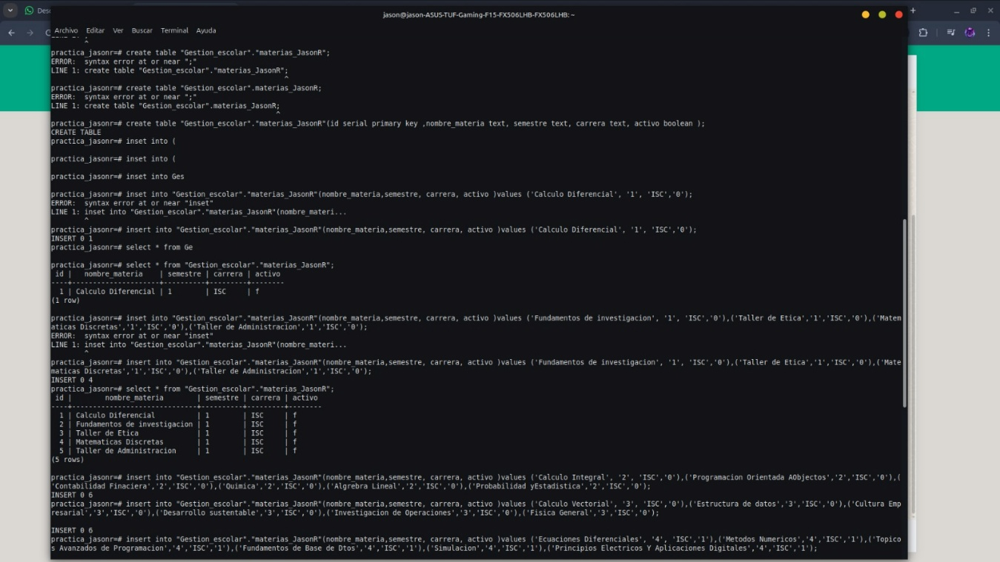 Desc
jason@jason-ASUS-TUF-Gaming-F15-FX506LHB-FX506LHB: ~
Archivo Editar Ver Buscar Terminal Ayuda
^
practica_jasonr=# create table "Gestion_escolar"."materias_JasonR";
ERROR:  syntax error at or near ";"
LINE 1: create table "Gestion_escolar"."materias_JasonR";
^
practica_jasonr=# create table "Gestion_escolar".materias_JasonR;
ERROR:  syntax error at or near ";"
LINE 1: create table "Gestion_escolar".materias_JasonR;
^
practica_jasonr=# create table "Gestion_escolar"."materias_JasonR"(id serial primary key ,nombre_materia text, semestre text, carrera text, activo boolean );
CREATE TABLE
practica_jasonr=# inset into (
practica_jasonr=# inset into (
practica_jasonr=# inset into Ges
practica_jasonr=# inset into "Gestion_escolar"."materias_JasonR"(nombre_materia,semestre, carrera, activo )values ('Calculo Diferencial', '1', 'ISC','0');
ERROR:  syntax error at or near "inset"
LINE 1: inset into "Gestion_escolar"."materias_JasonR"(nombre_materi...
^
practica_jasonr=# insert into "Gestion_escolar"."materias_JasonR"(nombre_materia,semestre, carrera, activo )values ('Calculo Diferencial', '1', 'ISC','0');
INSERT 0 1
practica_jasonr=# select * from Ge
practica_jasonr=# select * from "Gestion_escolar"."materias_JasonR";
id |   nombre_materia    | semestre | carrera | activo
----+---------------------+----------+---------+--------
1 | Calculo Diferencial | 1        | ISC     | f
(1 row)
practica_jasonr=# inset into "Gestion_escolar"."materias_JasonR"(nombre_materia,semestre, carrera, activo )values ('Fundamentos de investigacion', '1', 'ISC','0'),('Taller de Etica','1','ISC','0'),('Matem
aticas Discretas','1','ISC','0'),('Taller de Administracion','1','ISC','0');
ERROR:  syntax error at or near "inset"
LINE 1: inset into "Gestion_escolar"."materias_JasonR"(nombre_materi...
^
practica_jasonr=# insert into "Gestion_escolar"."materias_JasonR"(nombre_materia,semestre, carrera, activo )values ('Fundamentos de investigacion', '1', 'ISC','0'),('Taller de Etica','1','ISC','0'),('Mate
maticas Discretas','1','ISC','0'),('Taller de Administracion','1','ISC','0');
INSERT 0 4
practica_jasonr=# select * from "Gestion_escolar"."materias_JasonR";
id |        nombre_materia        | semestre | carrera | activo
----+------------------------------+----------+---------+--------
1 | Calculo Diferencial          | 1        | ISC     | f
2 | Fundamentos de investigacion | 1        | ISC     | f
3 | Taller de Etica              | 1        | ISC     | f
4 | Matematicas Discretas        | 1        | ISC     | f
5 | Taller de Administracion     | 1        | ISC     | f
(5 rows)
practica_jasonr=# insert into "Gestion_escolar"."materias_JasonR"(nombre_materia,semestre, carrera, activo )values ('Calculo Integral', '2', 'ISC','0'),('Programacion Orientada AObjectos','2','ISC','0'),(
'Contabilidad Finaciera','2','ISC','0'),('Quimica','2','ISC','0'),('Algrebra Lineal','2','ISC','0'),('Probabilidad yEstadistica','2','ISC','0');
INSERT 0 6
practica_jasonr=# insert into "Gestion_escolar"."materias_JasonR"(nombre_materia,semestre, carrera, activo )values ('Calculo Vectorial', '3', 'ISC','0'),('Estructura de datos','3','ISC','0'),('Cultura Emp
resarial','3','ISC','0'),('Desarrollo sustentable','3','ISC','0'),('Investigacion de Operaciones','3','ISC','0'),('Fisica General','3','ISC','0');
INSERT 0 6
practica_jasonr=# insert into "Gestion_escolar"."materias_JasonR"(nombre_materia,semestre, carrera, activo )values ('Ecuaciones Diferenciales', '4', 'ISC','1'),('Metodos Numericos','4','ISC','1'),('Topico
s Avanzados de Programacion','4','ISC','1'),('Fundamentos de Base de Dtos','4','ISC','1'),('Simulacion','4','ISC','1'),('Principios Electricos Y Aplicaciones Digitales','4','ISC','1');